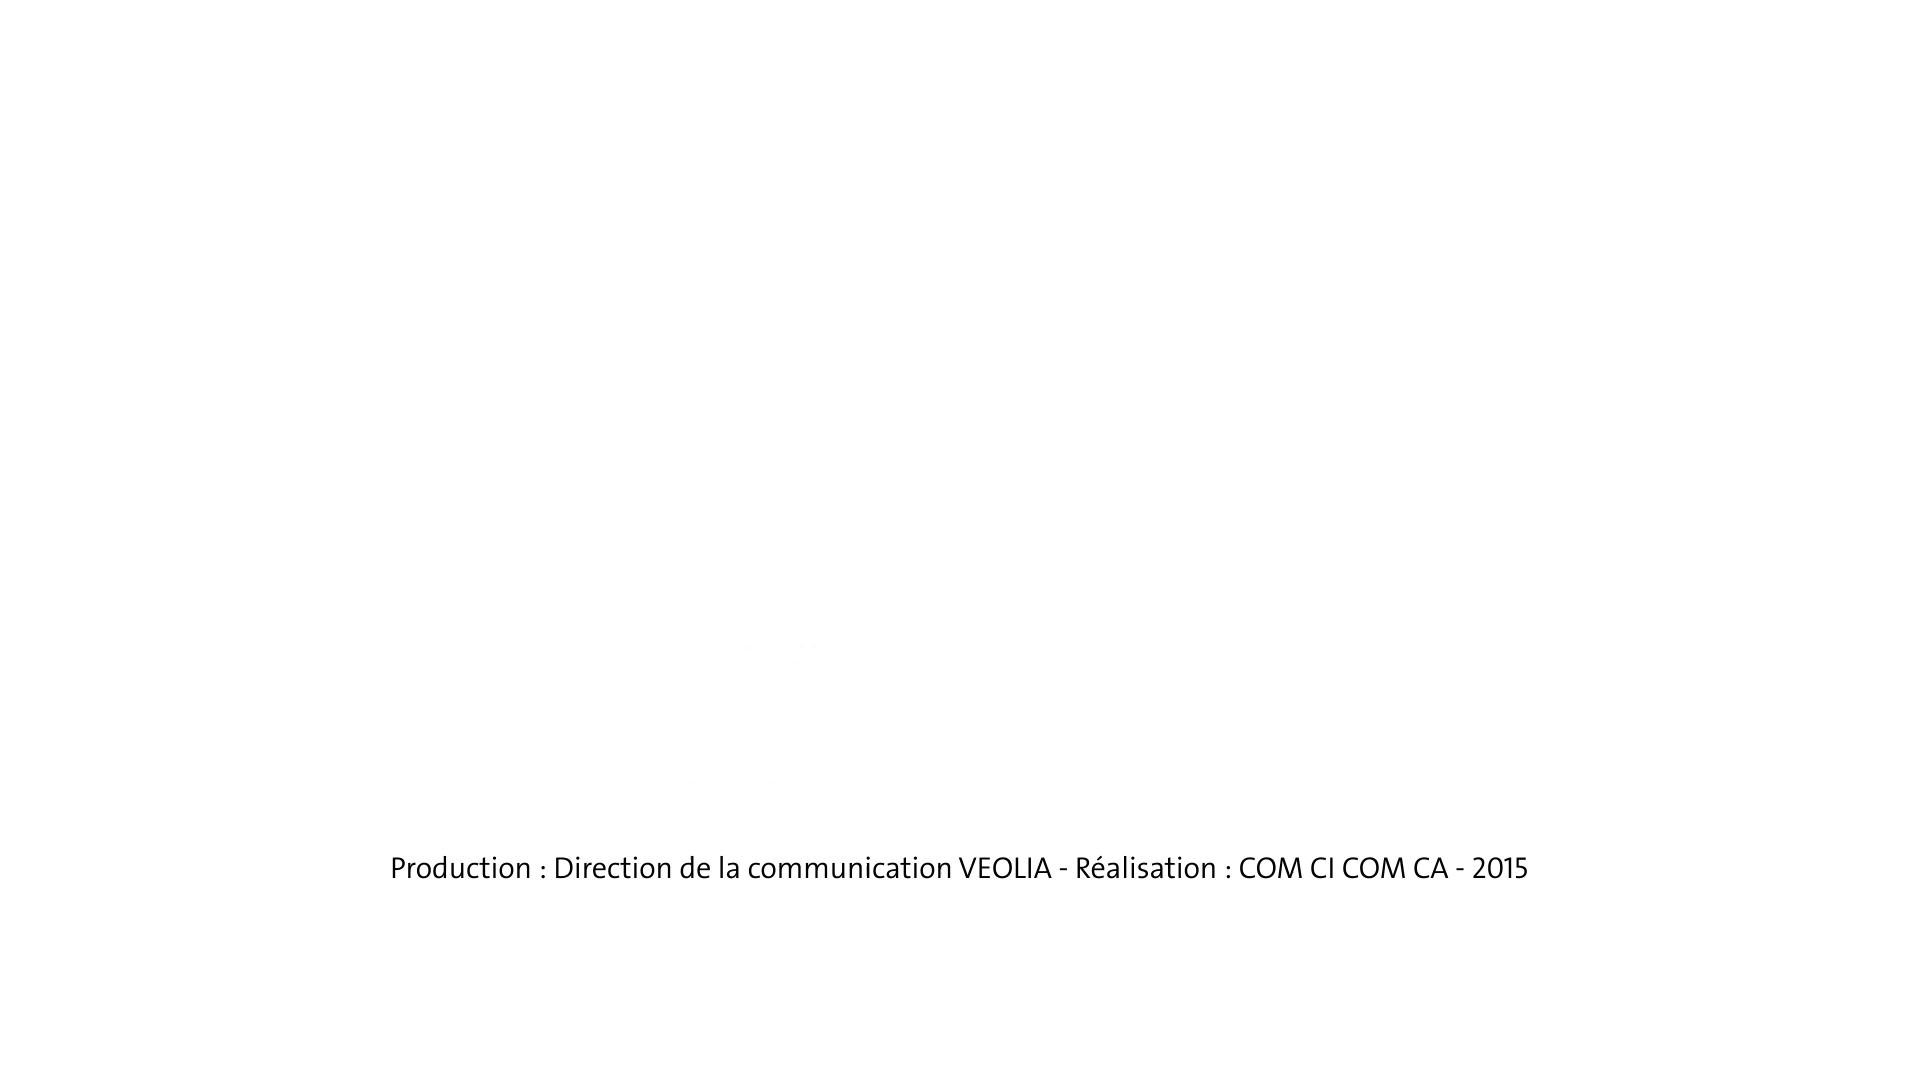 Production : Direction de la communication VEOLIA - Réalisation : COM CI COM CA - 2015